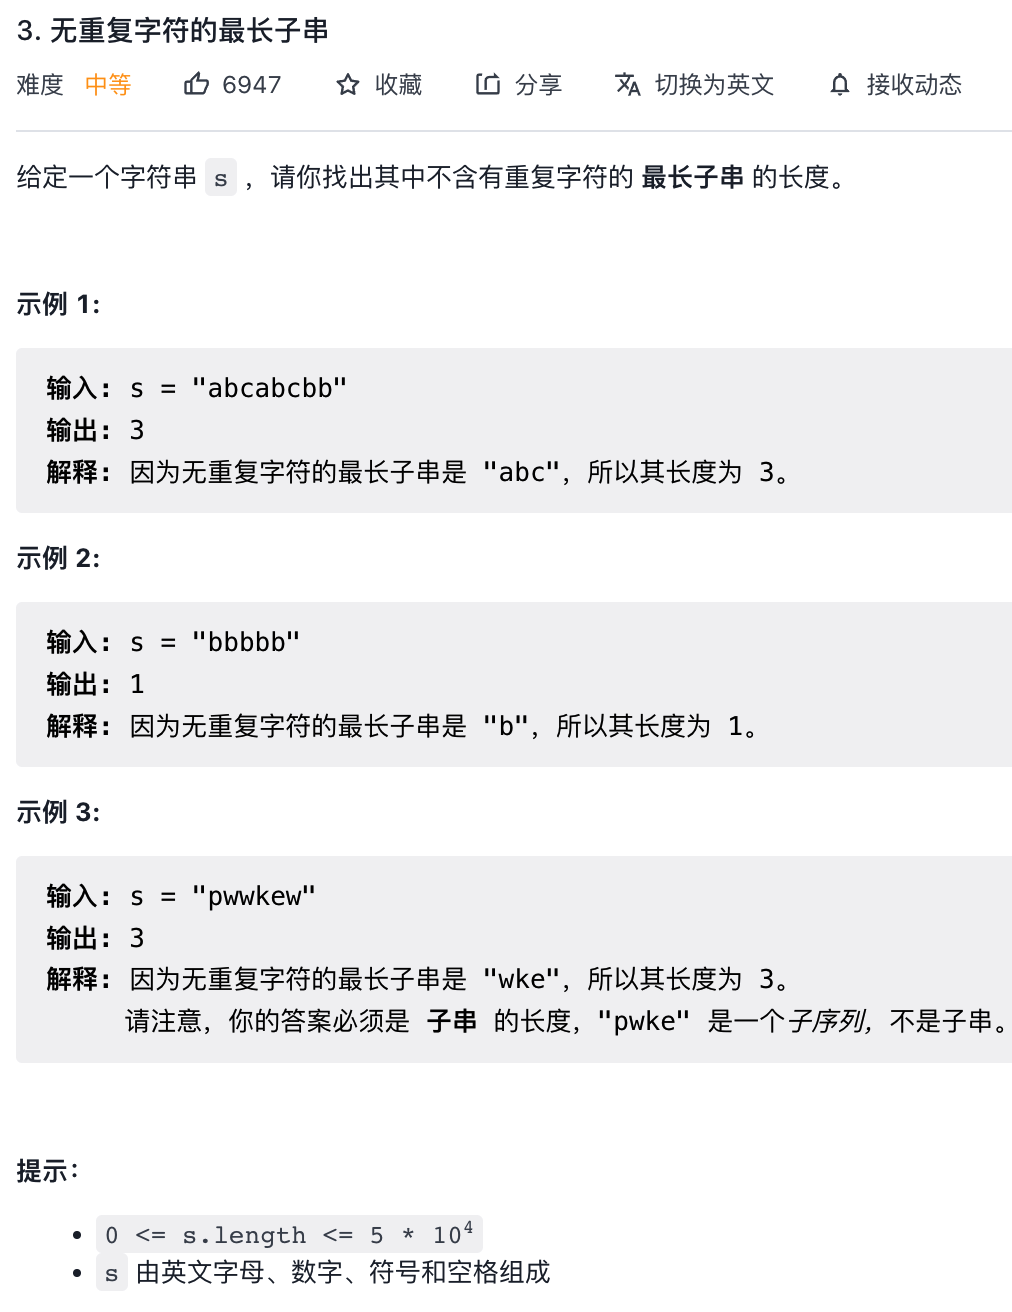 3. 无重复字符的最长子串
难度 中等 6947 收藏 分享 切换为英文 接收动态
给定一个字符串 s ，请你找出其中不含有重复字符的 最长子串 的长度。
示例 1:
输入: s = "abcabcbb"
输出: 3
解释: 因为无重复字符的最长子串是 "abc"，所以其长度为 3。
示例 2:
输入: s = "bbbbb"
输出: 1
解释: 因为无重复字符的最长子串是 "b"，所以其长度为 1。
示例 3:
输入: s = "pwwkew"
输出: 3
解释: 因为无重复字符的最长子串是 "wke"，所以其长度为 3。
请注意，你的答案必须是 子串 的长度，"pwke" 是一个子序列，不是子串。
提示：
• 0 <= s.length <= 5 * 10⁴
• s 由英文字母、数字、符号和空格组成